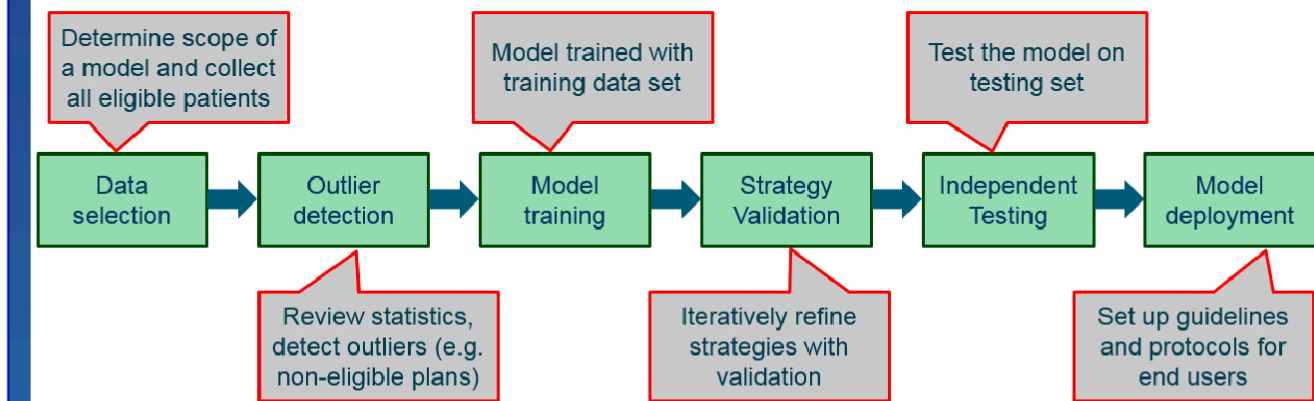 Determine scope of
a model and collect
all eligible patients
Model trained with
training data set
Test the model on
testing set
Data
selection
Outlier
detection
Model
training
Strategy
Validation
Independent
Testing
Model
deployment
Review statistics,
detect outliers (e.g.
non-eligible plans)
Iteratively refine
strategies with
validation
Set up guidelines
and protocols for
end users